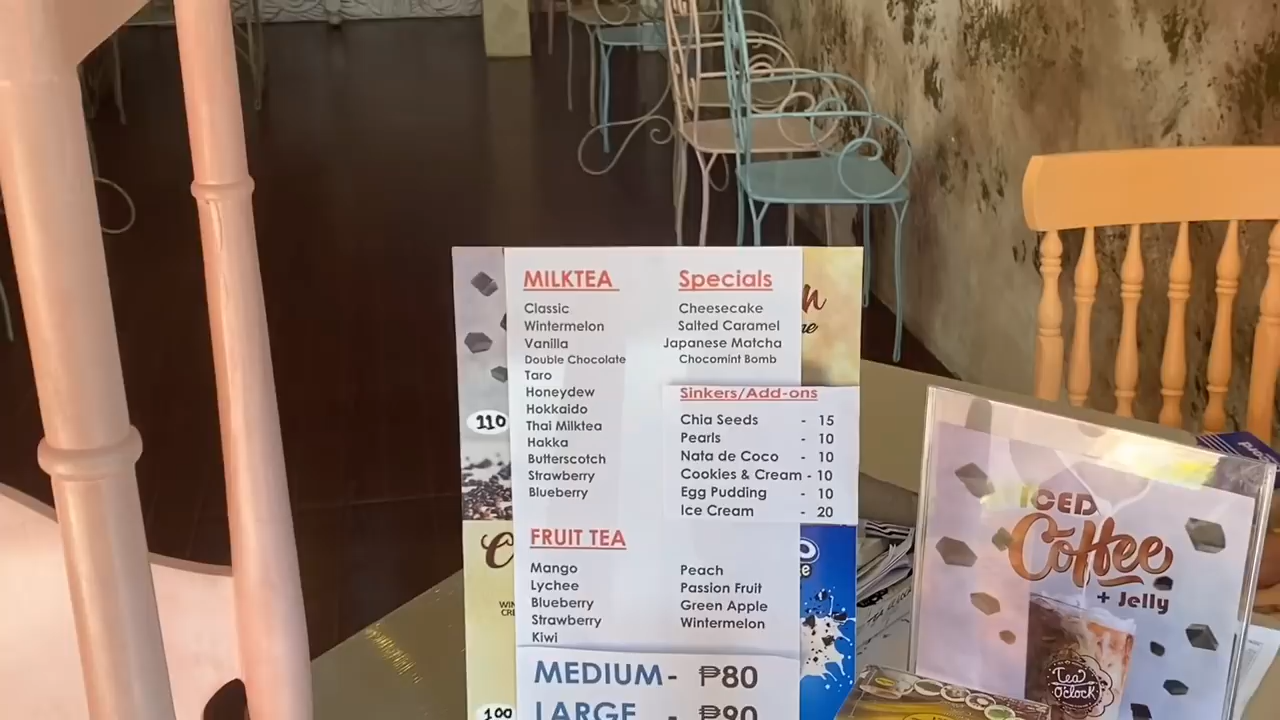 MILKTEA
Classic
Wintermelon
Vanilla
Double Chocolate
Taro
Honeydew
Hokkaido
Thai Milktea
Hakka
Butterscotch
Strawberry
Blueberry
Specials
Cheesecake
Salted Caramel
Japanese Matcha
Chocomint Bomb
Sinkers/Add-ons
Chia Seeds - 15
Pearls - 10
Nata de Coco - 10
Cookies & Cream - 10
Egg Pudding - 10
Ice Cream - 20
FRUIT TEA
Mango
Lychee
Blueberry
Strawberry
Kiwi
Peach
Passion Fruit
Green Apple
Wintermelon
MEDIUM - ₱80
LARGE - ₱90
110
100
ICED
Coffee
+ Jelly
Tea
O'clock